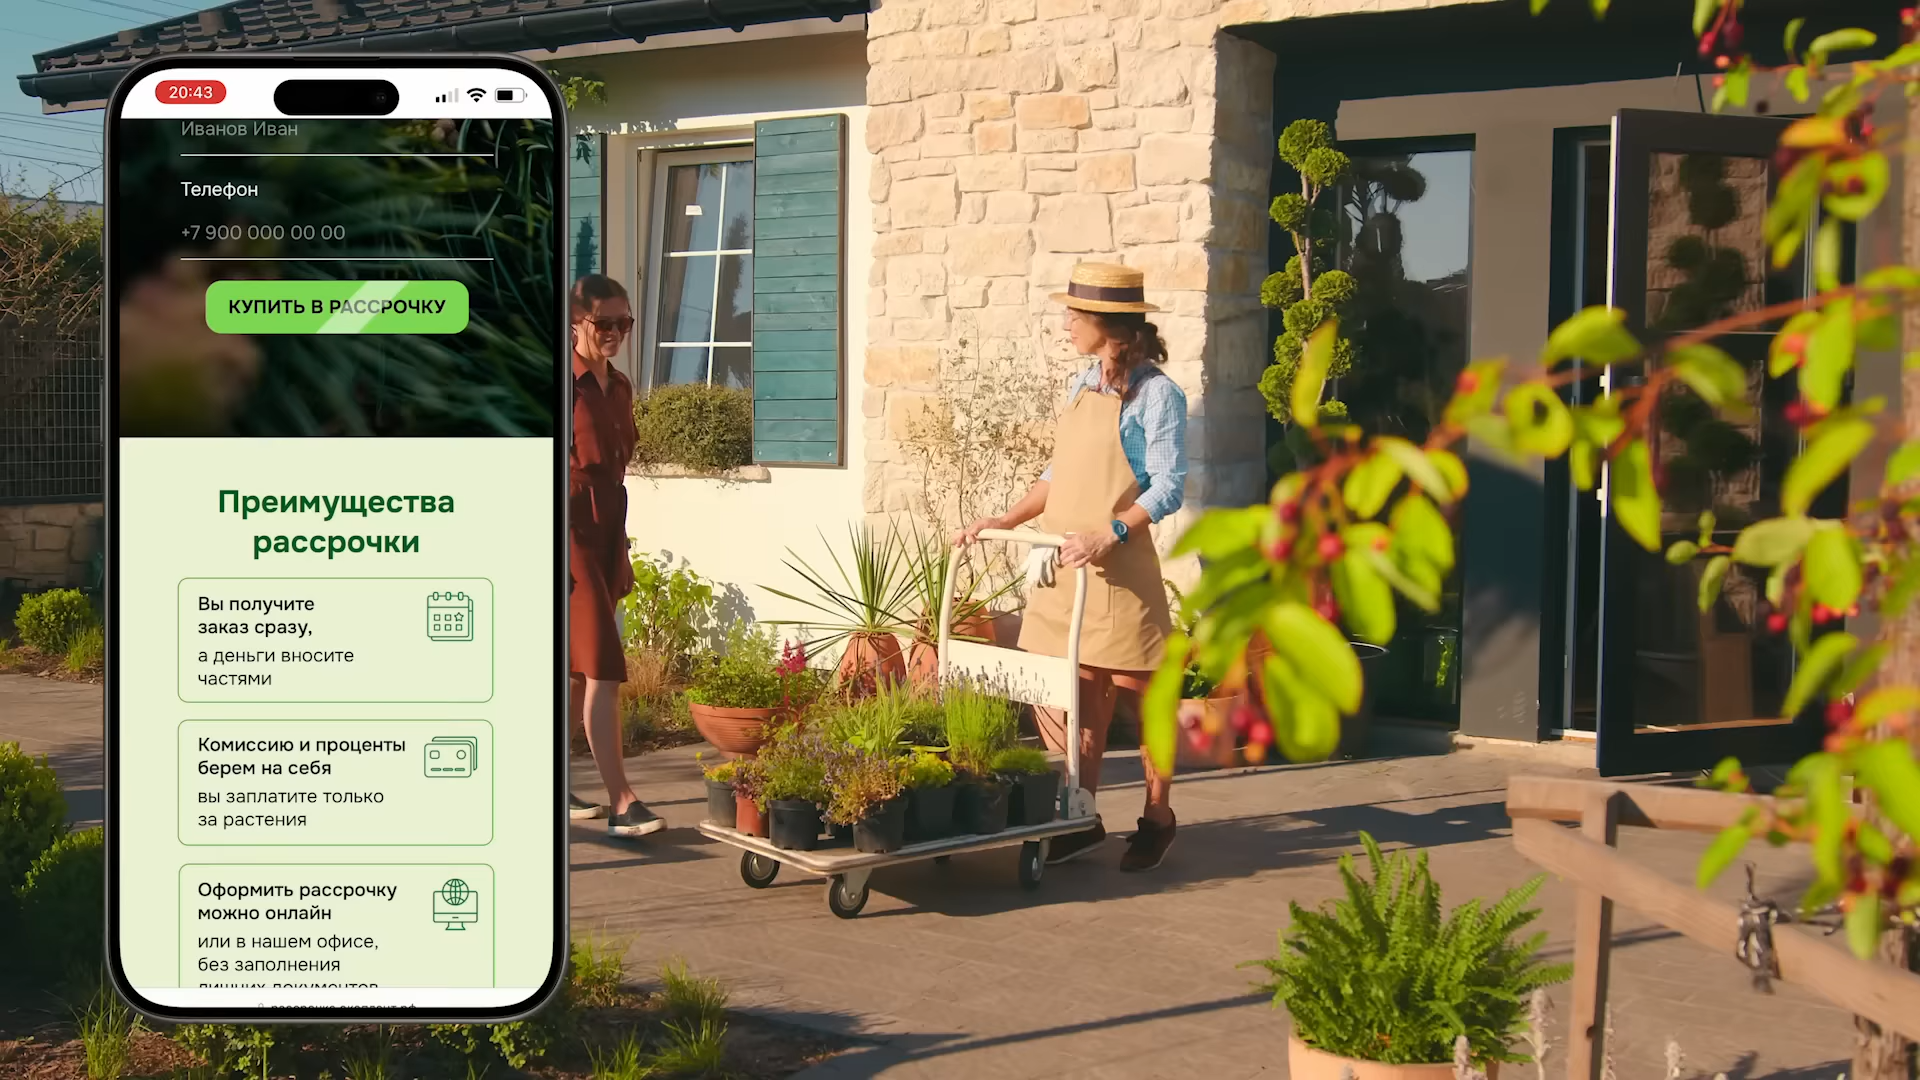 20:43
Иванов Иван
Телефон
+7 900 000 00 00
КУПИТЬ В РАССРОЧКУ
Преимущества
рассрочки
Вы получите
заказ сразу,
а деньги вносите
частями
Комиссию и проценты
берем на себя
вы заплатите только
за растения
Оформить рассрочку
можно онлайн
или в нашем офисе,
без заполнения
лишних документов